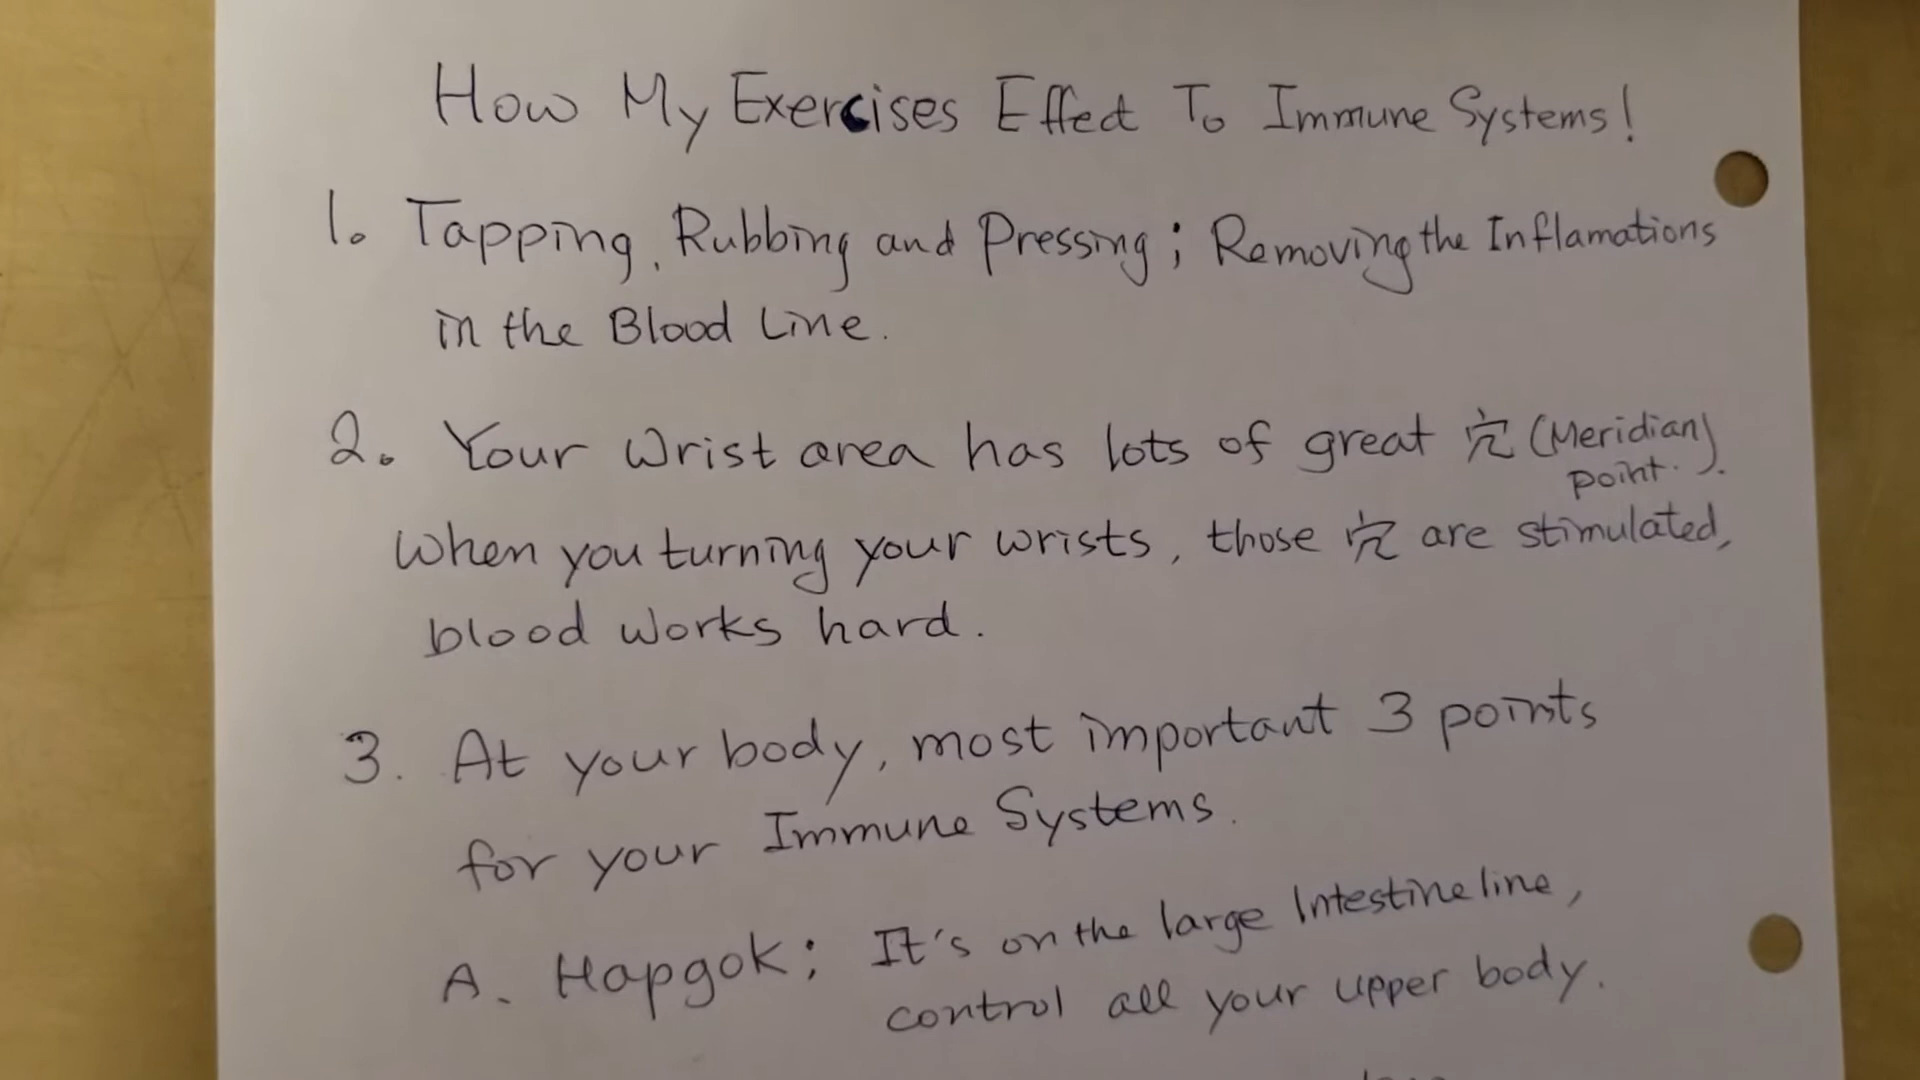 How My Exercises Effect To Immune Systems!
1. Tapping, Rubbing and Pressing; Removing the Inflamations
in the Blood Line.
2. Your Wrist area has lots of great 穴 (Meridian)
point.
When you turning your wrists, those 穴 are stimulated,
blood works hard.
3. At your body, most important 3 points
for your Immune Systems.
A. Hapgok; It's on the large Intestine line,
control all your upper body.